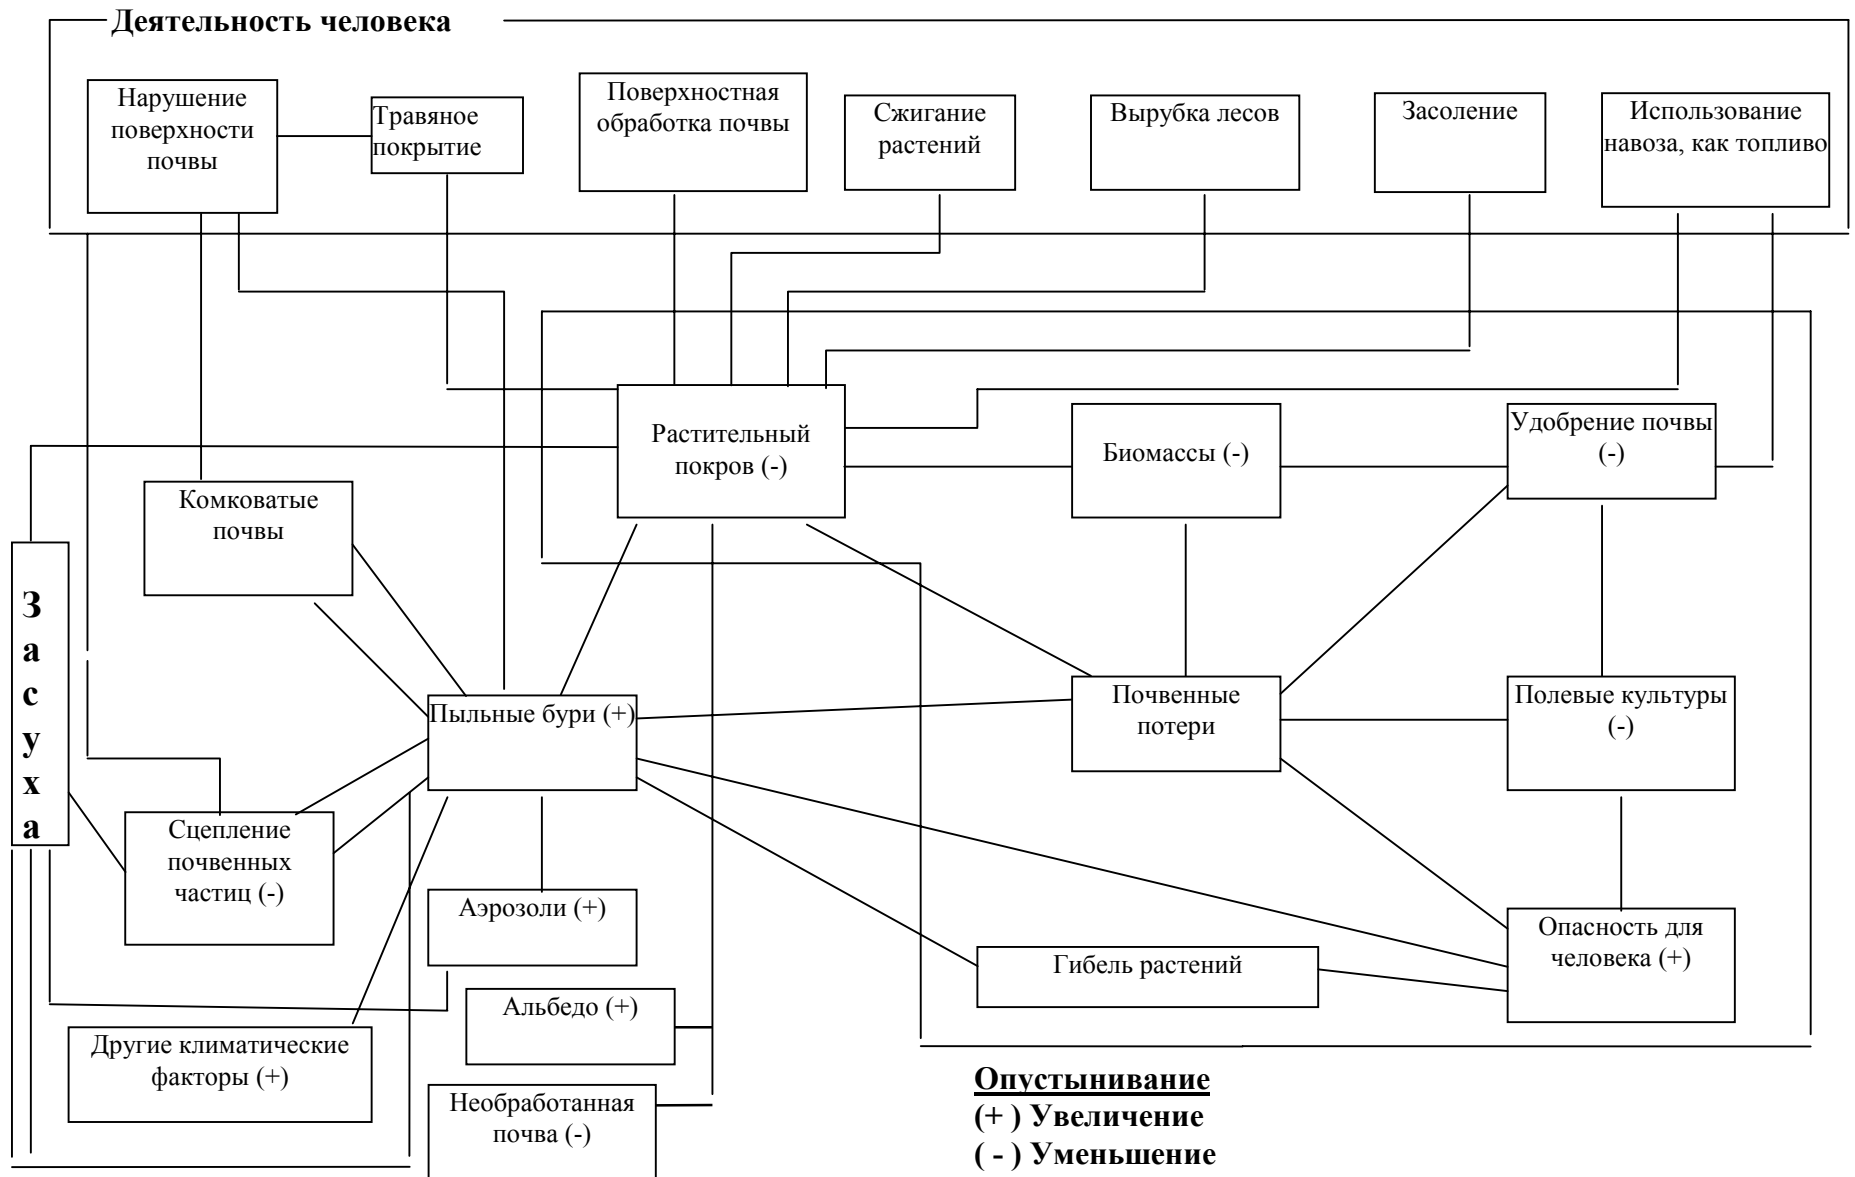 Деятельность человека
Нарушение
поверхности
почвы
Травяное
покрытие
Поверхностная
обработка почвы
Сжигание
растений
Вырубка лесов
Засоление
Использование
навоза, как топливо
Растительный
покров (-)
Биомассы (-)
Удобрение почвы
(-)
Комковатые
почвы
З
а
с
у
х
а
Пыльные бури (+)
Почвенные
потери
Полевые культуры
(-)
Сцепление
почвенных
частиц (-)
Аэрозоли (+)
Гибель растений
Опасность для
человека (+)
Альбедо (+)
Другие климатические
факторы (+)
Необработанная
почва (-)
Опустынивание
(+ ) Увеличение
( - ) Уменьшение